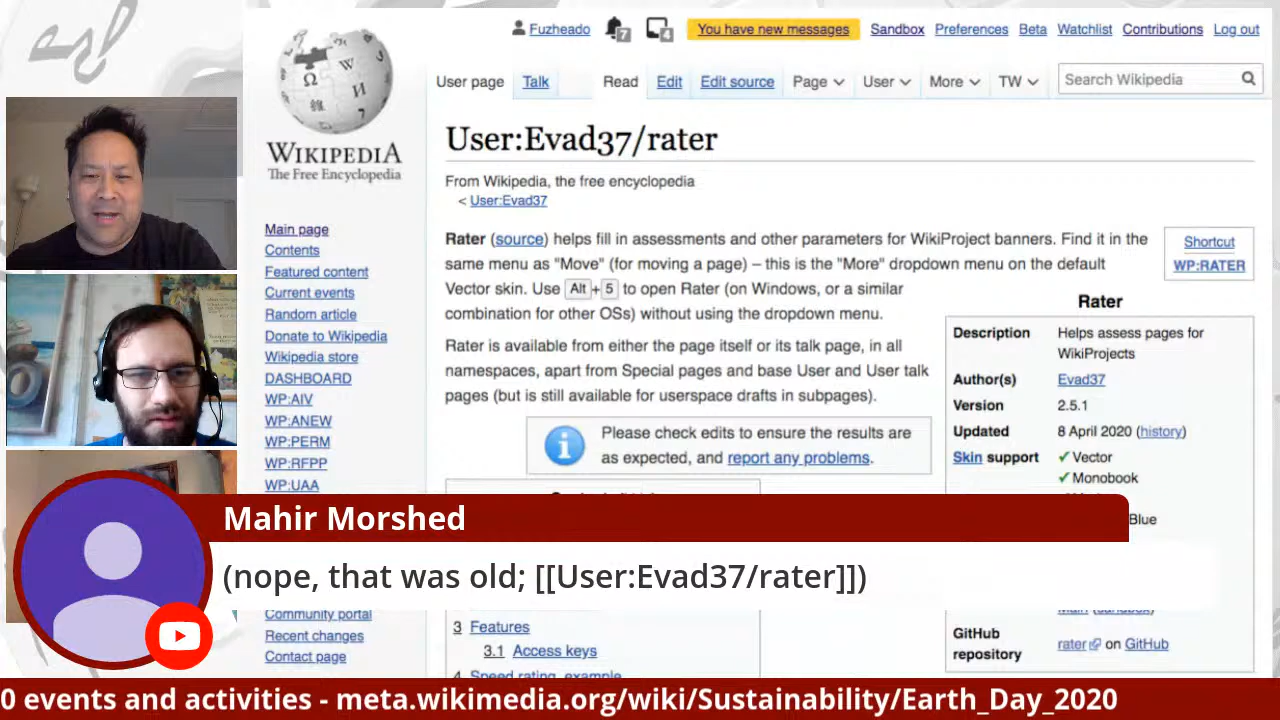 Fuzheado 7 4 You have new messages Sandbox Preferences Beta Watchlist Contributions Log out
User page Talk Read Edit Edit source Page User More TW Search Wikipedia
WIKIPEDIA
The Free Encyclopedia
Main page
Contents
Featured content
Current events
Random article
Donate to Wikipedia
Wikipedia store
DASHBOARD
WP:AIV
WP:ANEW
WP:PERM
WP:RFPP
WP:UAA
Community portal
Recent changes
Contact page
User:Evad37/rater
From Wikipedia, the free encyclopedia
< User:Evad37
Rater (source) helps fill in assessments and other parameters for WikiProject banners. Find it in the
same menu as "Move" (for moving a page) – this is the "More" dropdown menu on the default
Vector skin. Use Alt+5 to open Rater (on Windows, or a similar
combination for other OSs) without using the dropdown menu.
Rater is available from either the page itself or its talk page, in all
namespaces, apart from Special pages and base User and User talk
pages (but is still available for userspace drafts in subpages).
Please check edits to ensure the results are
as expected, and report any problems.
3 Features
3.1 Access keys
4 Speed rating, example
Shortcut
WP:RATER
Rater
Description Helps assess pages for
WikiProjects
Author(s) Evad37
Version 2.5.1
Updated 8 April 2020 (history)
Skin support ✓ Vector
✓ Monobook
Blue
Main (sandbox)
GitHub
repository rater on GitHub
Mahir Morshed
(nope, that was old; [[User:Evad37/rater]])
0 events and activities - meta.wikimedia.org/wiki/Sustainability/Earth_Day_2020